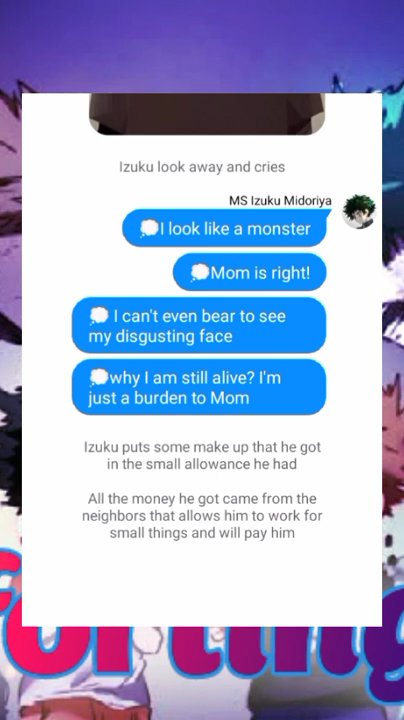 Izuku look away and cries
MS Izuku Midoriya
💭I look like a monster
💭Mom is right!
💭 I can't even bear to see
my disgusting face
💭why I am still alive? I'm
just a burden to Mom
Izuku puts some make up that he got
in the small allowance he had
All the money he got came from the
neighbors that allows him to work for
small things and will pay him